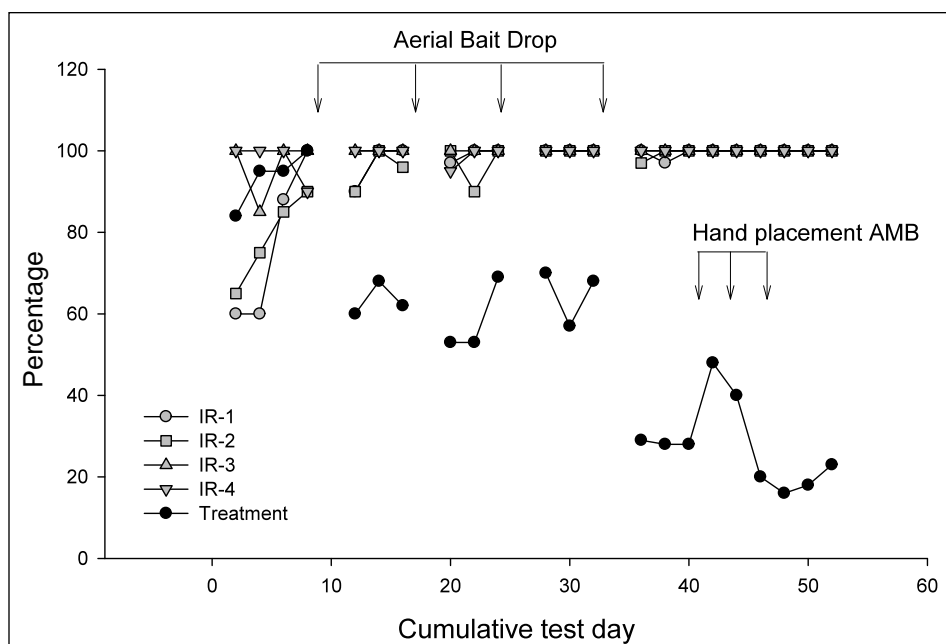 Aerial Bait Drop
120
100
80
60
40
20
0
Percentage
Hand placement AMB
IR-1
IR-2
IR-3
IR-4
Treatment
0 10 20 30 40 50 60
Cumulative test day